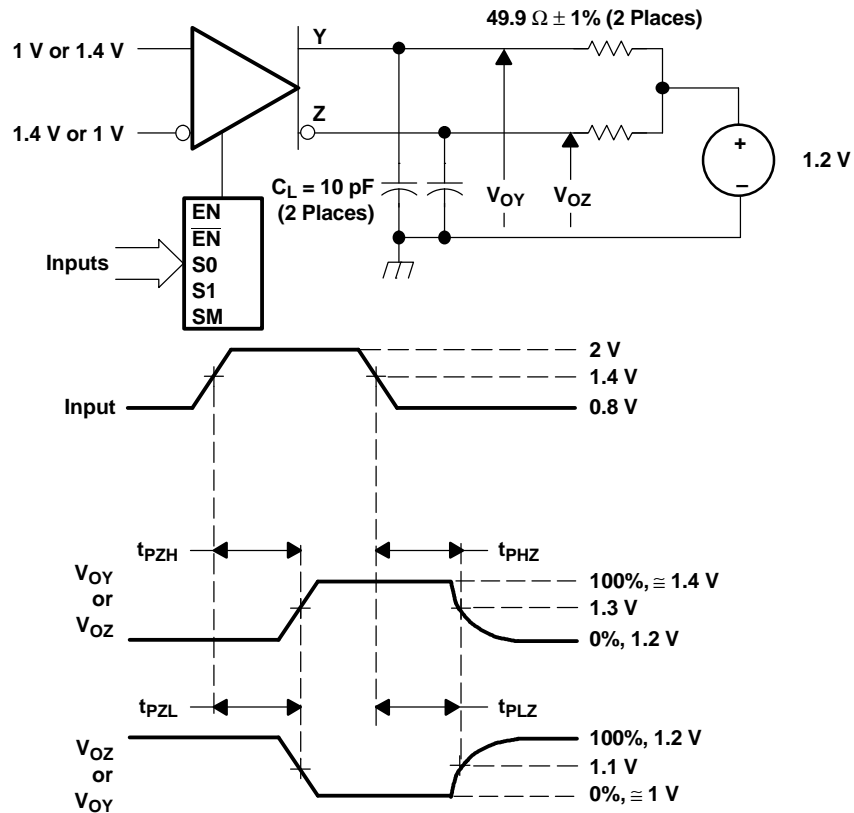 49.9 Ω ± 1% (2 Places)
Y
1 V or 1.4 V
Z
1.4 V or 1 V
1.2 V
+
–
C_L = 10 pF
(2 Places)
V_OY
V_OZ
EN
E̅N̅
S0
S1
SM
Inputs
2 V
1.4 V
Input
0.8 V
t_PZH
t_PHZ
V_OY
or
V_OZ
100%, ≅ 1.4 V
1.3 V
0%, 1.2 V
t_PZL
t_PLZ
V_OZ
or
V_OY
100%, 1.2 V
1.1 V
0%, ≅ 1 V